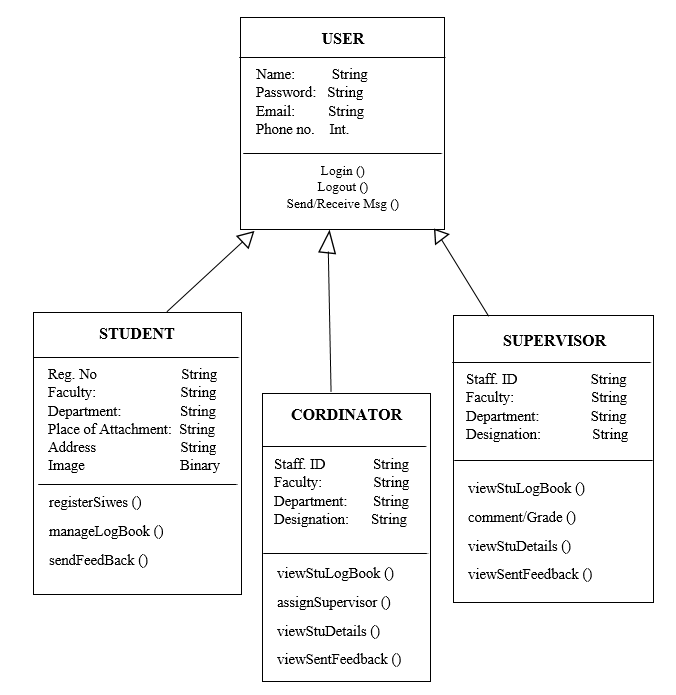 USER
Name: String
Password: String
Email: String
Phone no. Int.
Login ()
Logout ()
Send/Receive Msg ()
STUDENT
Reg. No String
Faculty: String
Department: String
Place of Attachment: String
Address String
Image Binary
registerSiwes ()
manageLogBook ()
sendFeedBack ()
CORDINATOR
Staff. ID String
Faculty: String
Department: String
Designation: String
viewStuLogBook ()
assignSupervisor ()
viewStuDetails ()
viewSentFeedback ()
SUPERVISOR
Staff. ID String
Faculty: String
Department: String
Designation: String
viewStuLogBook ()
comment/Grade ()
viewStuDetails ()
viewSentFeedback ()